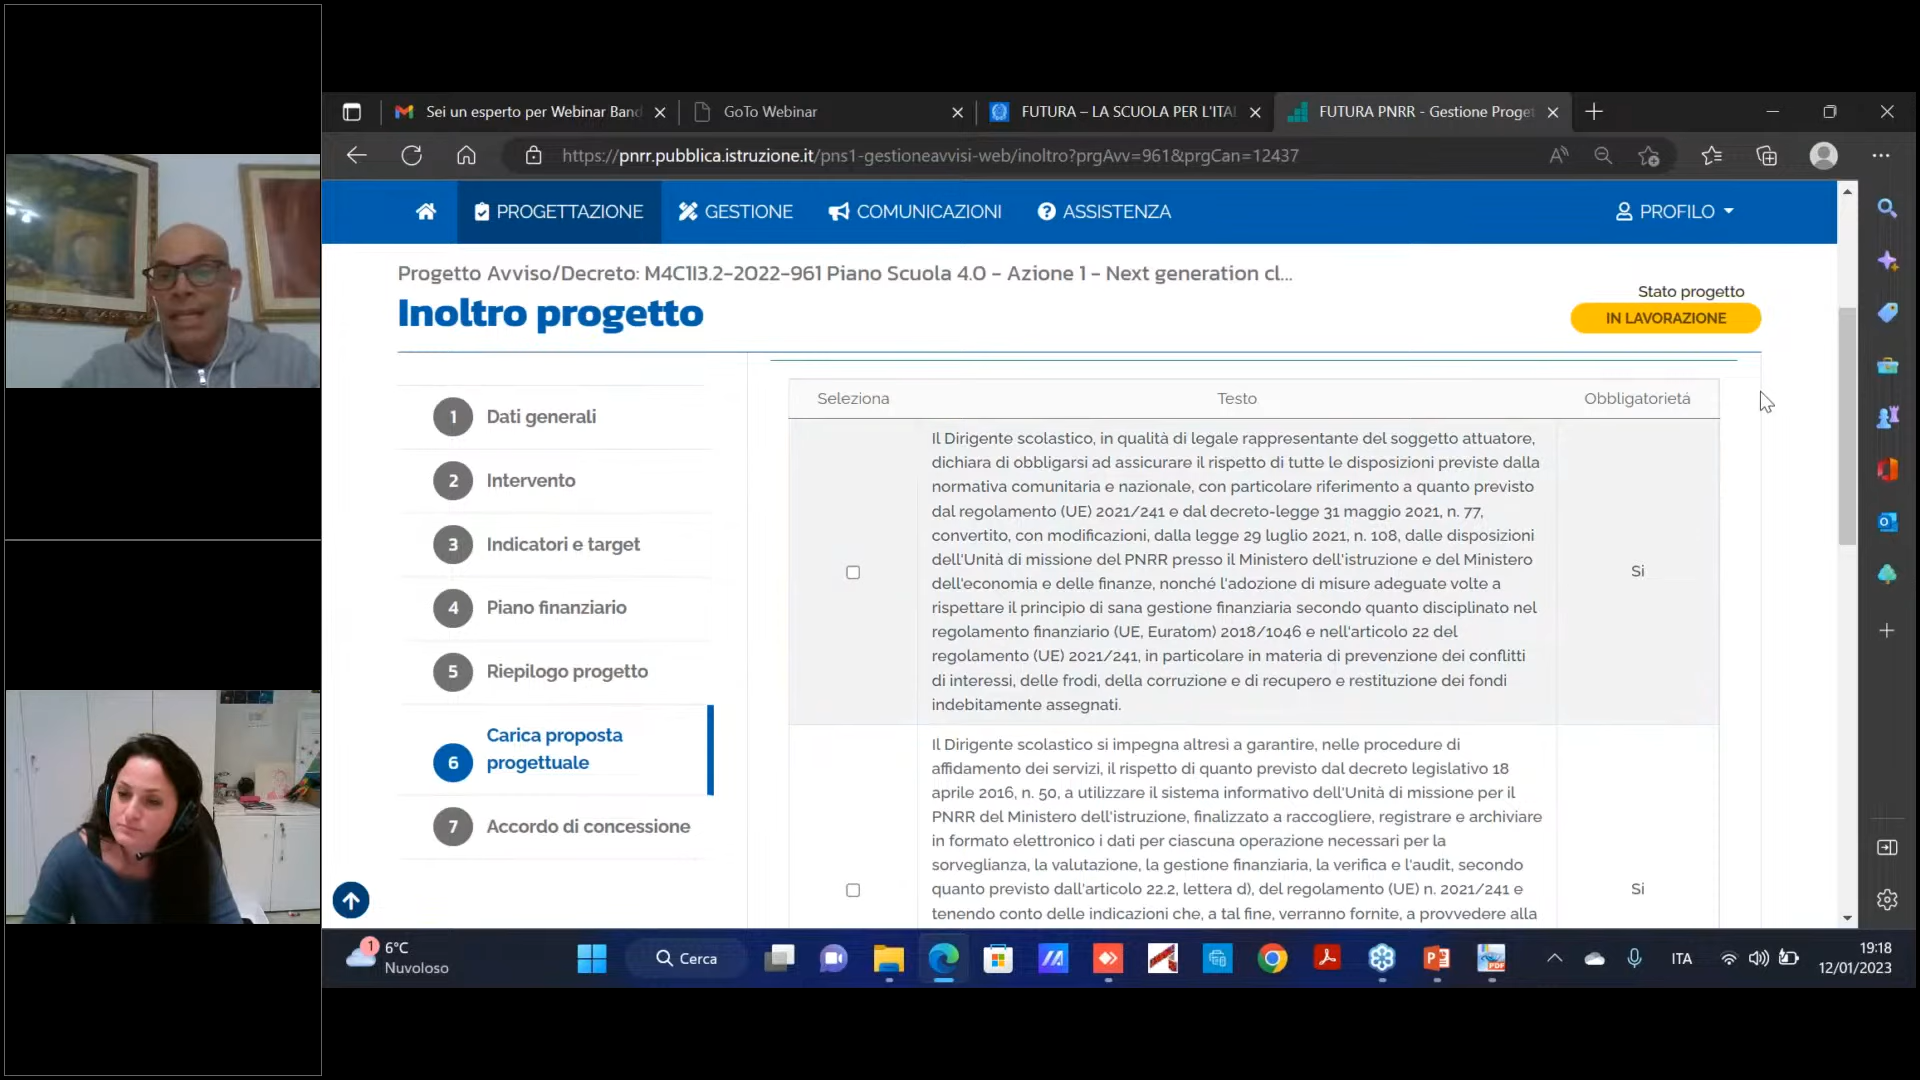 Sei un esperto per Webinar Band
GoTo Webinar
FUTURA – LA SCUOLA PER L'ITAL
FUTURA PNRR - Gestione Proget
https://pnrr.pubblica.istruzione.it/pns1-gestioneavvisi-web/inoltro?prgAvv=961&prgCan=12437
PROGETTAZIONE
GESTIONE
COMUNICAZIONI
ASSISTENZA
PROFILO
Progetto Avviso/Decreto: M4C1I3.2-2022-961 Piano Scuola 4.0 - Azione 1 - Next generation cl...
Inoltro progetto
Stato progetto
IN LAVORAZIONE
1 Dati generali
2 Intervento
3 Indicatori e target
4 Piano finanziario
5 Riepilogo progetto
6 Carica proposta
progettuale
7 Accordo di concessione
Seleziona Testo Obbligatorietá
Il Dirigente scolastico, in qualità di legale rappresentante del soggetto attuatore,
dichiara di obbligarsi ad assicurare il rispetto di tutte le disposizioni previste dalla
normativa comunitaria e nazionale, con particolare riferimento a quanto previsto
dal regolamento (UE) 2021/241 e dal decreto-legge 31 maggio 2021, n. 77,
convertito, con modificazioni, dalla legge 29 luglio 2021, n. 108, dalle disposizioni
dell'Unità di missione del PNRR presso il Ministero dell'istruzione e del Ministero
dell'economia e delle finanze, nonché l'adozione di misure adeguate volte a
rispettare il principio di sana gestione finanziaria secondo quanto disciplinato nel
regolamento finanziario (UE, Euratom) 2018/1046 e nell'articolo 22 del
regolamento (UE) 2021/241, in particolare in materia di prevenzione dei conflitti
di interessi, delle frodi, della corruzione e di recupero e restituzione dei fondi
indebitamente assegnati.
Si
Il Dirigente scolastico si impegna altresì a garantire, nelle procedure di
affidamento dei servizi, il rispetto di quanto previsto dal decreto legislativo 18
aprile 2016, n. 50, a utilizzare il sistema informativo dell'Unità di missione per il
PNRR del Ministero dell'istruzione, finalizzato a raccogliere, registrare e archiviare
in formato elettronico i dati per ciascuna operazione necessari per la
sorveglianza, la valutazione, la gestione finanziaria, la verifica e l'audit, secondo
quanto previsto dall'articolo 22.2, lettera d), del regolamento (UE) n. 2021/241 e
tenendo conto delle indicazioni che, a tal fine, verranno fornite, a provvedere alla
Si
1
6°C
Nuvoloso
Cerca
ITA
19:18
12/01/2023